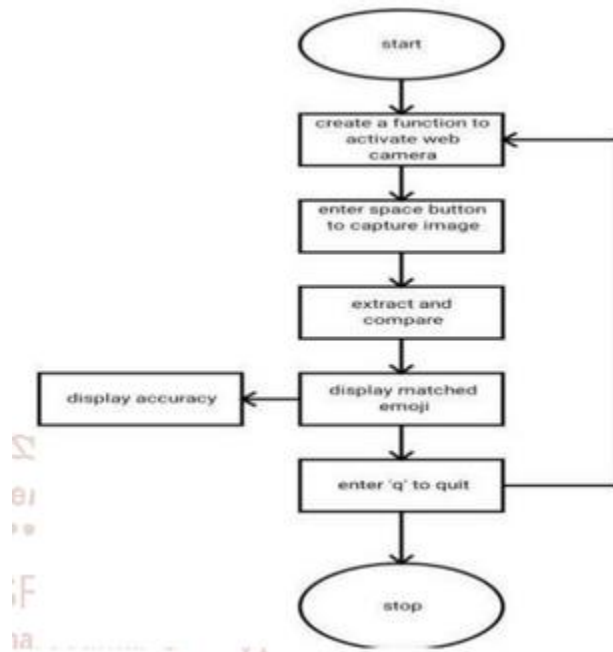 start
create a function to
activate web
camera
enter space button
to capture image
extract and
compare
display accuracy
display matched
emoji
enter 'q' to quit
stop